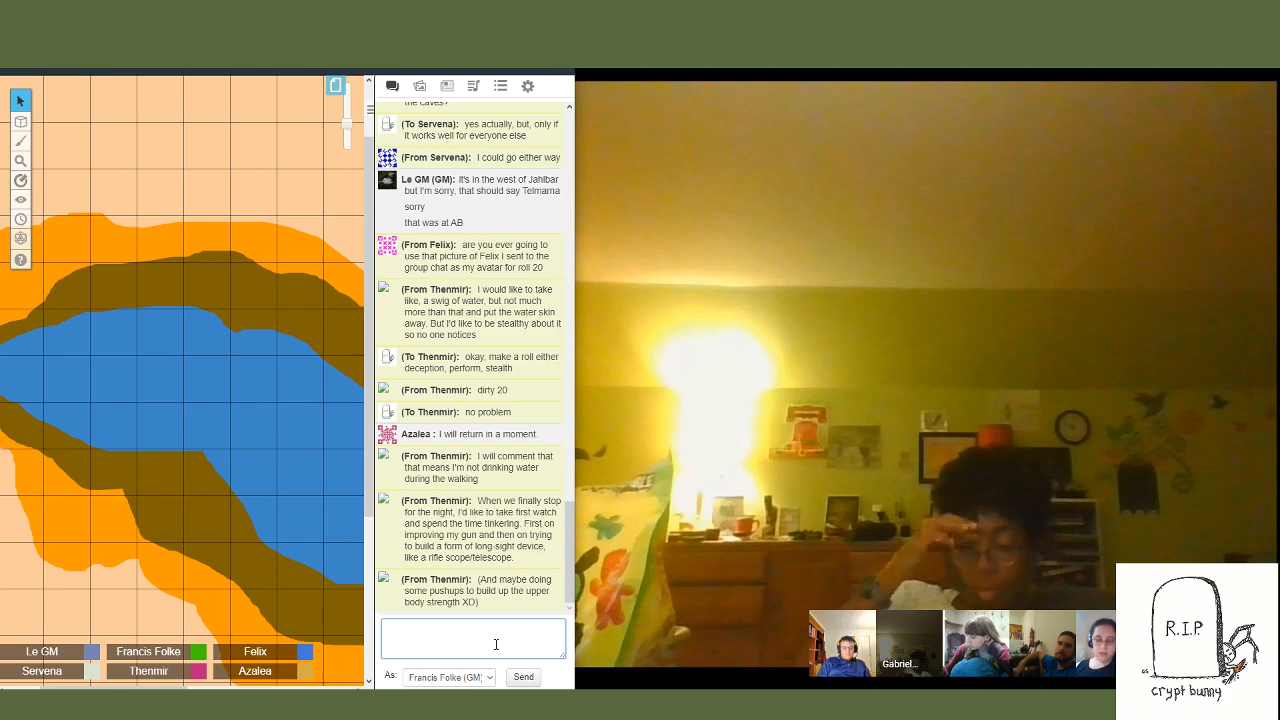 the caves?
(To Servena): yes actually, but, only if
it works well for everyone else
(From Servena): I could go either way
Le GM (GM): It's in the west of Jahlbar
but I'm sorry, that should say Telmarna
sorry
that was at AB
(From Felix): are you ever going to
use that picture of Felix I sent to the
group chat as my avatar for roll 20
(From Thenmir): I would like to take
like, a swig of water, but not much
more than that and put the water skin
away. But I'd like to be stealthy about it
so no one notices
(To Thenmir): okay, make a roll either
deception, perform, stealth
(From Thenmir): dirty 20
(To Thenmir): no problem
Azalea : I will return in a moment.
(From Thenmir): I will comment that
that means I'm not drinking water
during the walking
(From Thenmir): When we finally stop
for the night, I'd like to take first watch
and spend the time tinkering. First on
improving my gun and then on trying
to build a form of long-sight device,
like a rifle scope/telescope.
(From Thenmir): (And maybe doing
some pushups to build up the upper
body strength XD)
As: Francis Folke (GM) Send
Le GM Francis Folke Felix
Servena Thenmir Azalea
Gabriel...
R.I.P
crypt bunny